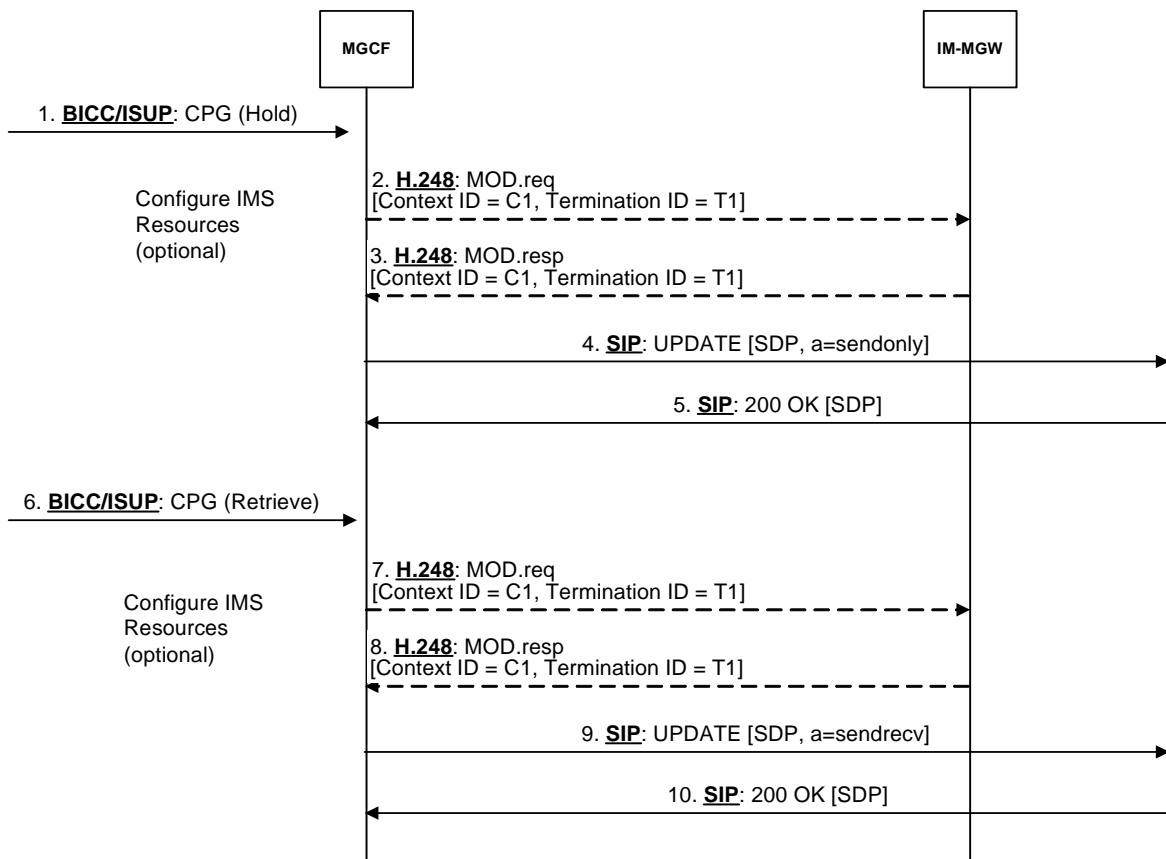 MGCF
IM-MGW
1. BICC/ISUP: CPG (Hold)
Configure IMS
Resources
(optional)
2. H.248: MOD.req
[Context ID = C1, Termination ID = T1]
3. H.248: MOD.resp
[Context ID = C1, Termination ID = T1]
4. SIP: UPDATE [SDP, a=sendonly]
5. SIP: 200 OK [SDP]
6. BICC/ISUP: CPG (Retrieve)
Configure IMS
Resources
(optional)
7. H.248: MOD.req
[Context ID = C1, Termination ID = T1]
8. H.248: MOD.resp
[Context ID = C1, Termination ID = T1]
9. SIP: UPDATE [SDP, a=sendrecv]
10. SIP: 200 OK [SDP]